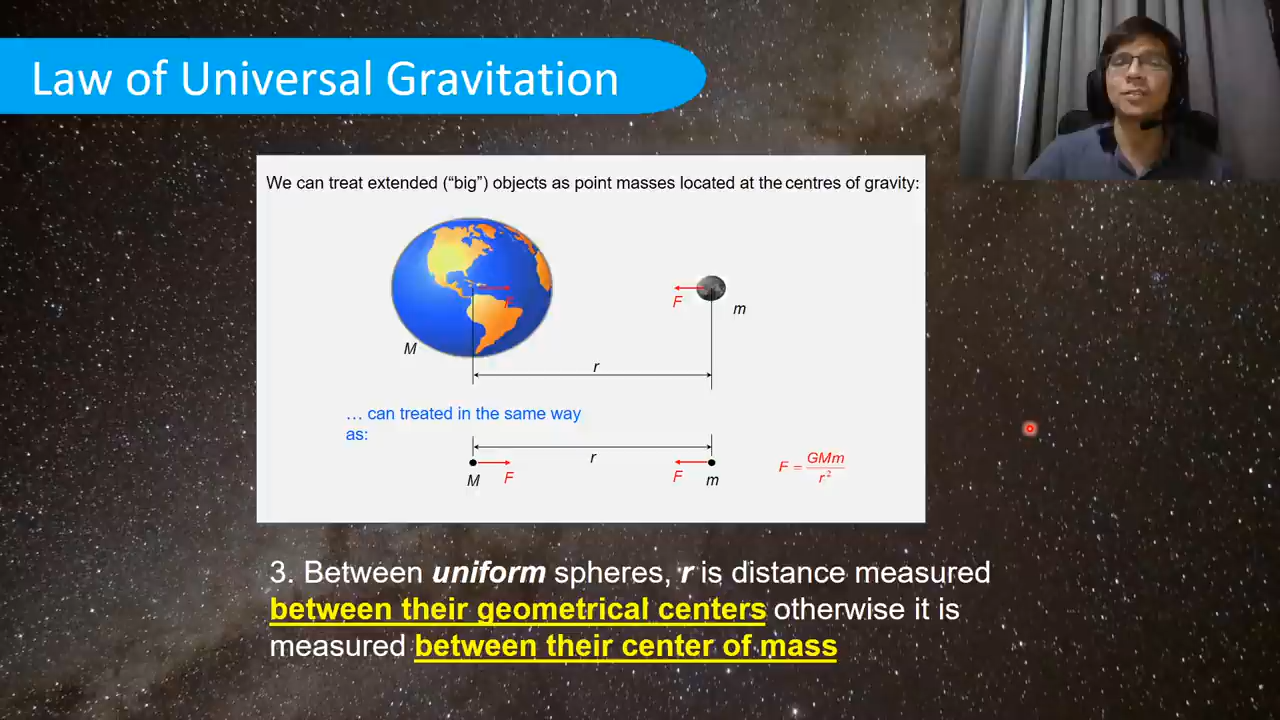 Law of Universal Gravitation
We can treat extended (“big”) objects as point masses located at the centres of gravity:
F
F
m
M
r
… can treated in the same way
as:
r
M
F
F
m
F = GMm / r²
3. Between uniform spheres, r is distance measured
between their geometrical centers otherwise it is
measured between their center of mass